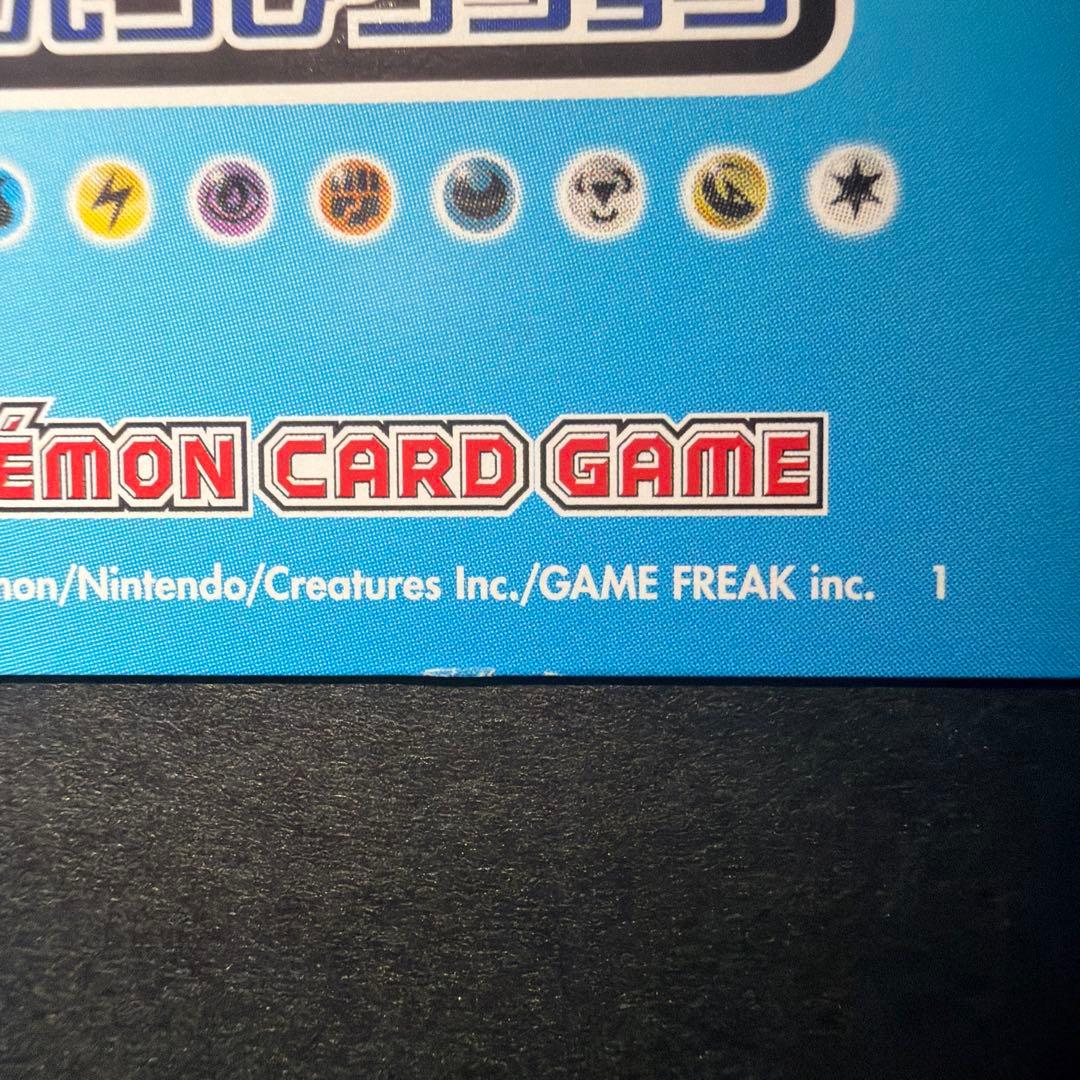 ÉMON CARD GAME
mon/Nintendo/Creatures Inc./GAME FREAK inc. 1